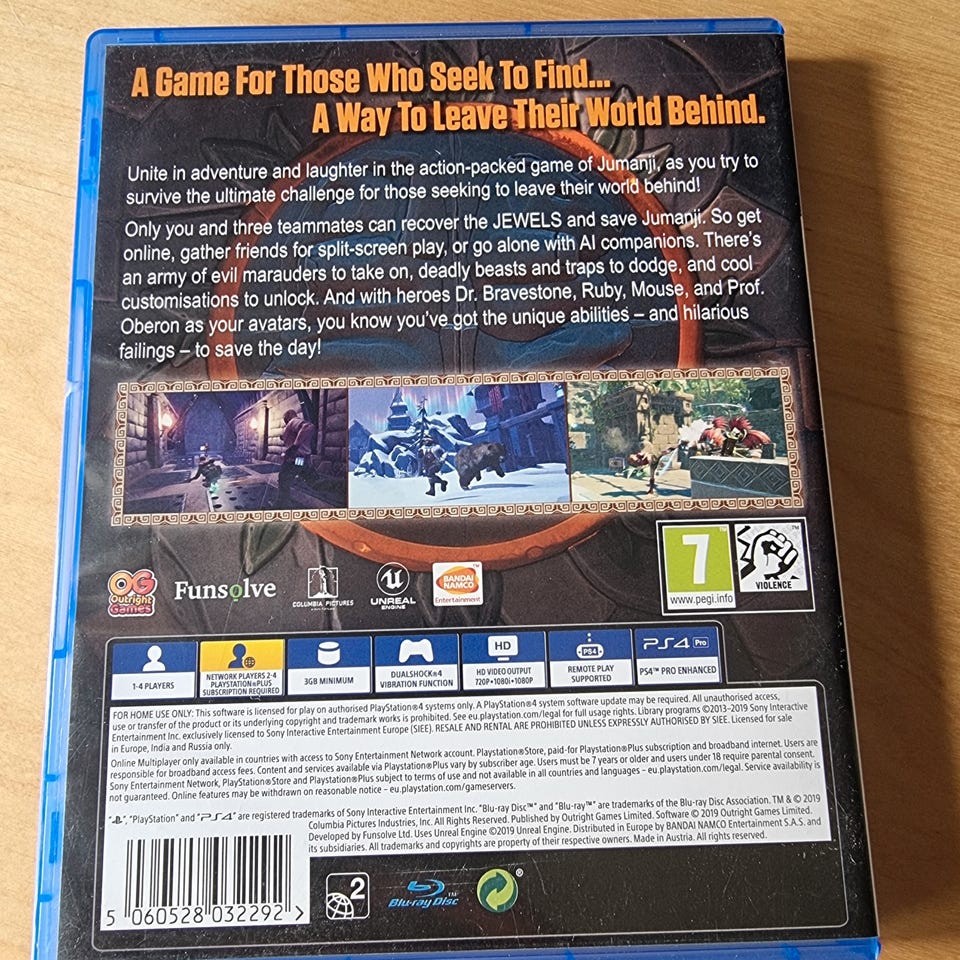 A Game For Those Who Seek To Find...
A Way To Leave Their World Behind.
Unite in adventure and laughter in the action-packed game of Jumanji, as you try to
survive the ultimate challenge for those seeking to leave their world behind!
Only you and three teammates can recover the JEWELS and save Jumanji. So get
online, gather friends for split-screen play, or go alone with AI companions. There's
an army of evil marauders to take on, deadly beasts and traps to dodge, and cool
customisations to unlock. And with heroes Dr. Bravestone, Ruby, Mouse, and Prof.
Oberon as your avatars, you know you've got the unique abilities – and hilarious
failings – to save the day!
OG
Outright
Games
Funsolve
COLUMBIA PICTURES
UNREAL
ENGINE
BANDAI
NAMCO
Entertainment
7
www.pegi.info
VIOLENCE
1-4 PLAYERS
NETWORK PLAYERS 2-4
PLAYSTATION®PLUS
SUBSCRIPTION REQUIRED
3GB MINIMUM
DUALSHOCK®4
VIBRATION FUNCTION
HD
HD VIDEO OUTPUT
720p•1080i•1080p
PS4
REMOTE PLAY
SUPPORTED
PS4 Pro
PS4™ PRO ENHANCED
FOR HOME USE ONLY: This software is licensed for play on authorised PlayStation®4 systems only. A PlayStation®4 system software update may be required. All unauthorised access,
use or transfer of the product or its underlying copyright and trademark works is prohibited. See eu.playstation.com/legal for full usage rights. Library programs ©2013-2019 Sony Interactive
Entertainment Inc. exclusively licensed to Sony Interactive Entertainment Europe (SIEE). RESALE AND RENTAL ARE PROHIBITED UNLESS EXPRESSLY AUTHORISED BY SIEE. Licensed for sale
in Europe, India and Russia only.
Online Multiplayer only available in countries with access to Sony Entertainment Network account. Playstation®Store, paid-for Playstation®Plus subscription and broadband internet. Users are
responsible for broadband access fees. Content and services available via PlayStation®Plus vary by subscriber age. Users must be 7 years or older and users under 18 require parental consent.
Sony Entertainment Network, PlayStation®Store and Playstation®Plus subject to terms of use and not available in all countries and languages – eu.playstation.com/legal. Service availability is
not guaranteed. Online features may be withdrawn on reasonable notice – eu.playstation.com/gameservers.
"PlayStation" and "PS4" are registered trademarks of Sony Interactive Entertainment Inc. "Blu-ray Disc™" and "Blu-ray™" are trademarks of the Blu-ray Disc Association. TM & © 2019
Columbia Pictures Industries, Inc. All Rights Reserved. Published by Outright Games Limited. Software © 2019 Outright Games Limited.
Developed by Funsolve Ltd. Uses Unreal Engine ©2019 Unreal Engine. Distributed in Europe by BANDAI NAMCO Entertainment S.A.S. and
its subsidiaries. All trademarks and copyrights are property of their respective owners. Made in Austria. All rights reserved.
5 060528 032292 >
2
Blu-ray Disc™
®